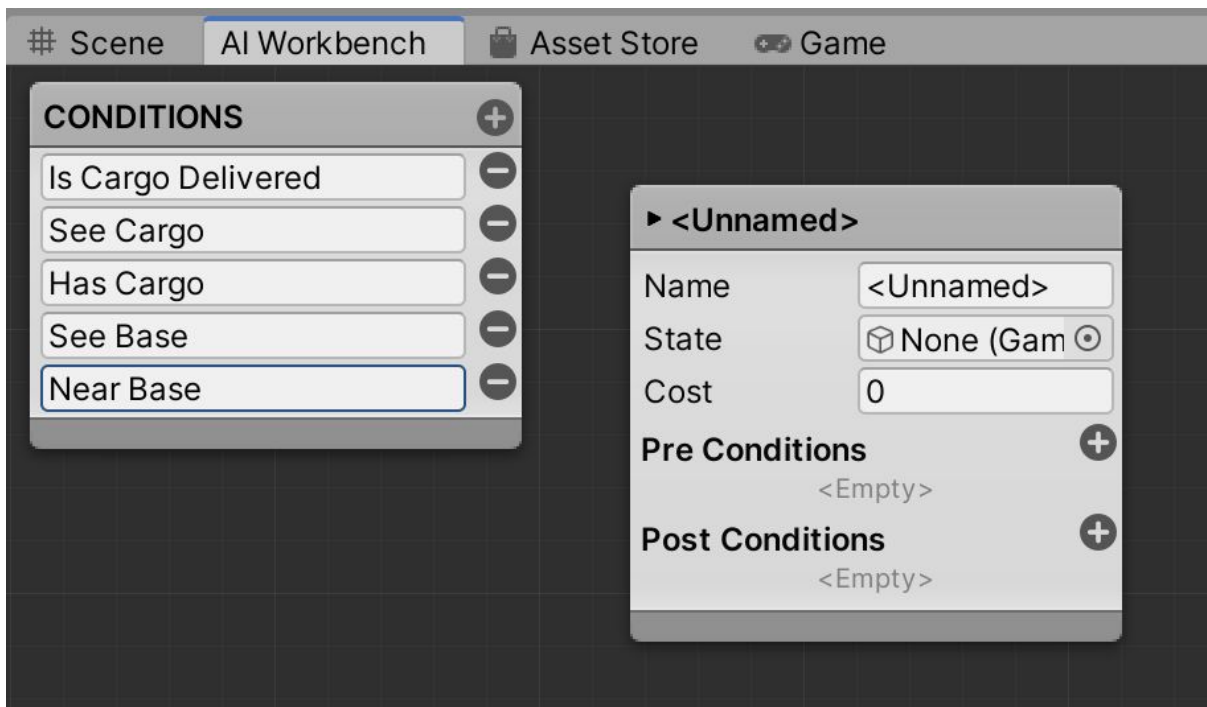 Scene AI Workbench Asset Store Game
CONDITIONS
Is Cargo Delivered
See Cargo
Has Cargo
See Base
Near Base
<Unnamed>
Name <Unnamed>
State None (Gam
Cost 0
Pre Conditions
<Empty>
Post Conditions
<Empty>